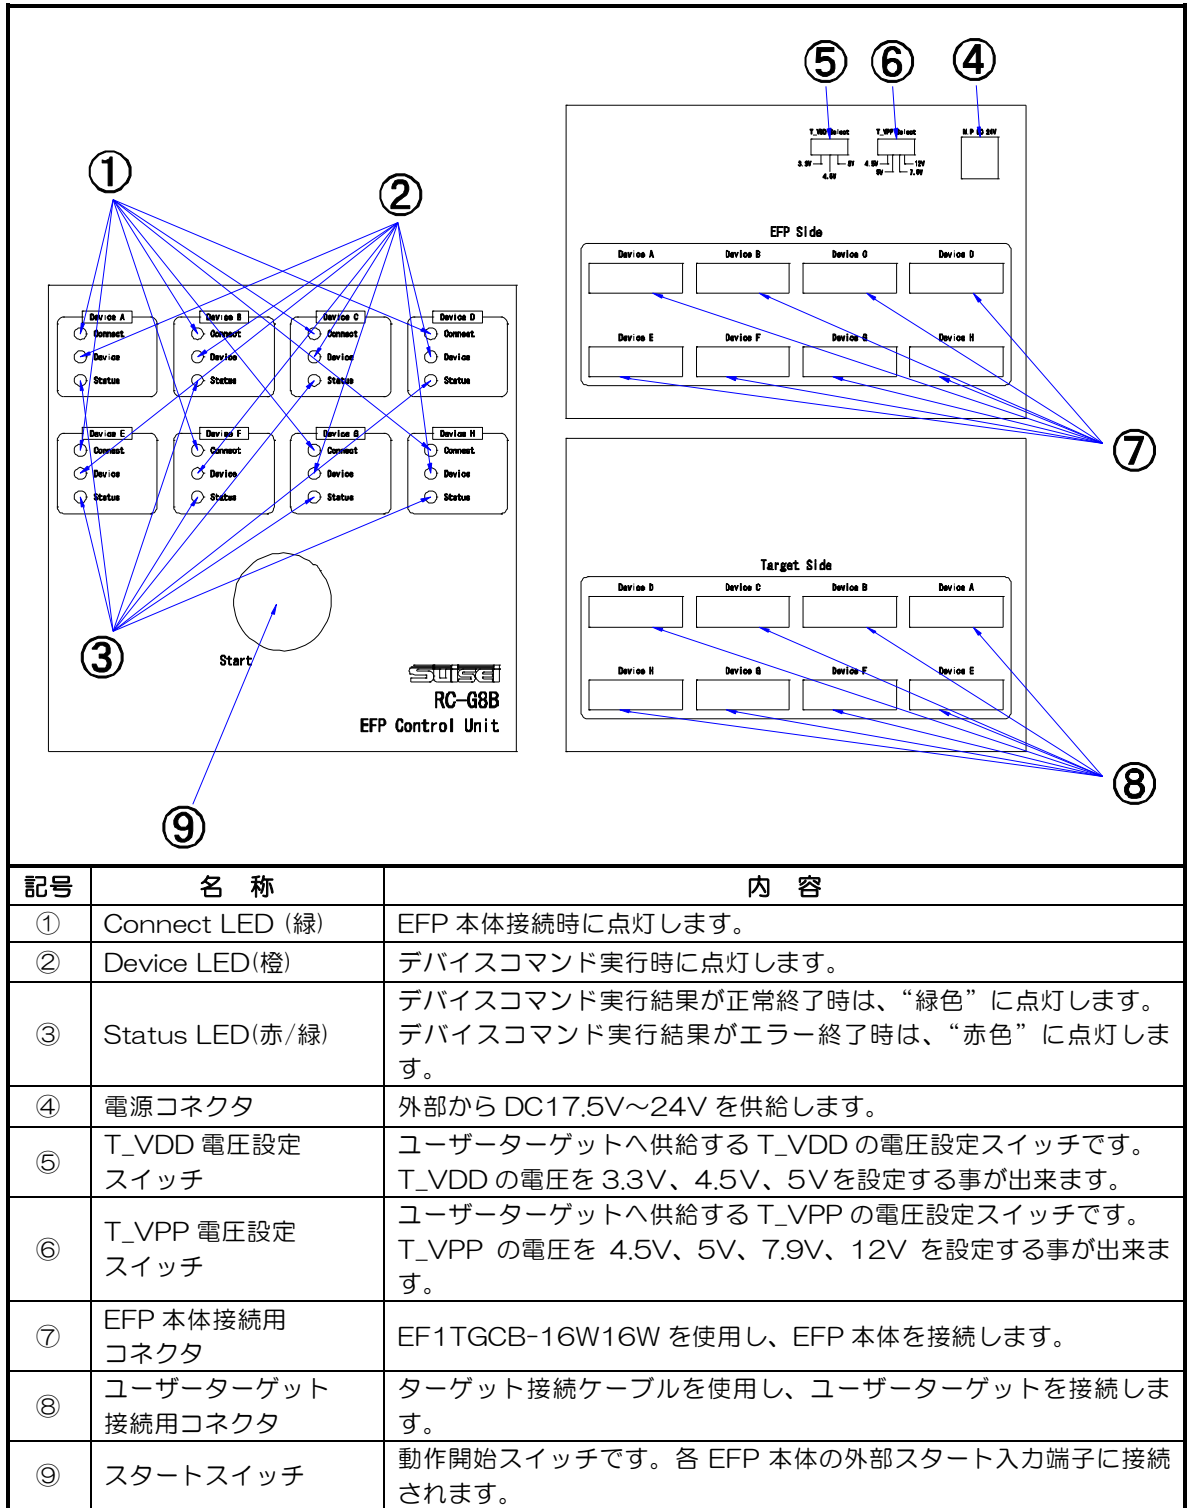 ⑤ ⑥ ④
① ②
T_VDD Select T_VPP Select
3.3V 5V
4.5V
4.5V 12V
5V 7.9V
EFP Side
Device A Device B Device C Device D
Device E Device F Device G Device H
⑦
Device A Device B Device C Device D
Connect Connect Connect Connect
Device Device Device Device
Status Status Status Status
Device E Device F Device G Device H
Connect Connect Connect Connect
Device Device Device Device
Status Status Status Status
③
Start
suisei
RC-G8B
EFP Control Unit
⑨
Target Side
Device D Device C Device B Device A
Device H Device G Device F Device E
⑧
記号 名 称 内 容
① Connect LED (緑) EFP 本体接続時に点灯します。
② Device LED(橙) デバイスコマンド実行時に点灯します。
③ Status LED(赤/緑) デバイスコマンド実行結果が正常終了時は、“緑色”に点灯します。
デバイスコマンド実行結果がエラー終了時は、“赤色”に点灯しま
す。
④ 電源コネクタ 外部から DC17.5V～24V を供給します。
⑤ T_VDD 電圧設定
スイッチ
ユーザーターゲットへ供給する T_VDD の電圧設定スイッチです。
T_VDD の電圧を 3.3V、4.5V、5Vを設定する事が出来ます。
⑥ T_VPP 電圧設定
スイッチ
ユーザーターゲットへ供給する T_VPP の電圧設定スイッチです。
T_VPP の電圧を 4.5V、5V、7.9V、12V を設定する事が出来ま
す。
⑦ EFP 本体接続用
コネクタ
EF1TGCB-16W16W を使用し、EFP 本体を接続します。
⑧ ユーザーターゲット
接続用コネクタ
ターゲット接続ケーブルを使用し、ユーザーターゲットを接続しま
す。
⑨ スタートスイッチ 動作開始スイッチです。各 EFP 本体の外部スタート入力端子に接続
されます。